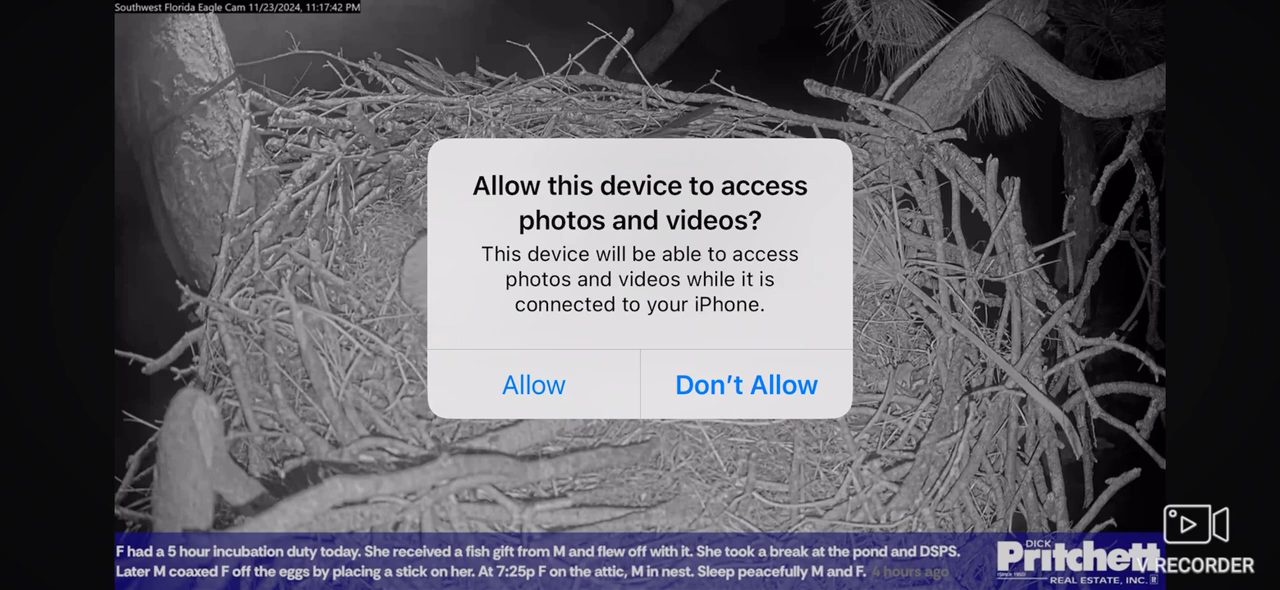 Southwest Florida Eagle Cam 11/23/2024, 11:17:42 PM
Allow this device to access
photos and videos?
This device will be able to access
photos and videos while it is
connected to your iPhone.
Allow
Don't Allow
F had a 5 hour incubation duty today. She received a fish gift from M and flew off with it. She took a break at the pond and DSPS.
Later M coaxed F off the eggs by placing a stick on her. At 7:25p F on the attic, M in nest. Sleep peacefully M and F. 4 hours ago
DICK
Pritchett
REAL ESTATE, INC.
RECORDER